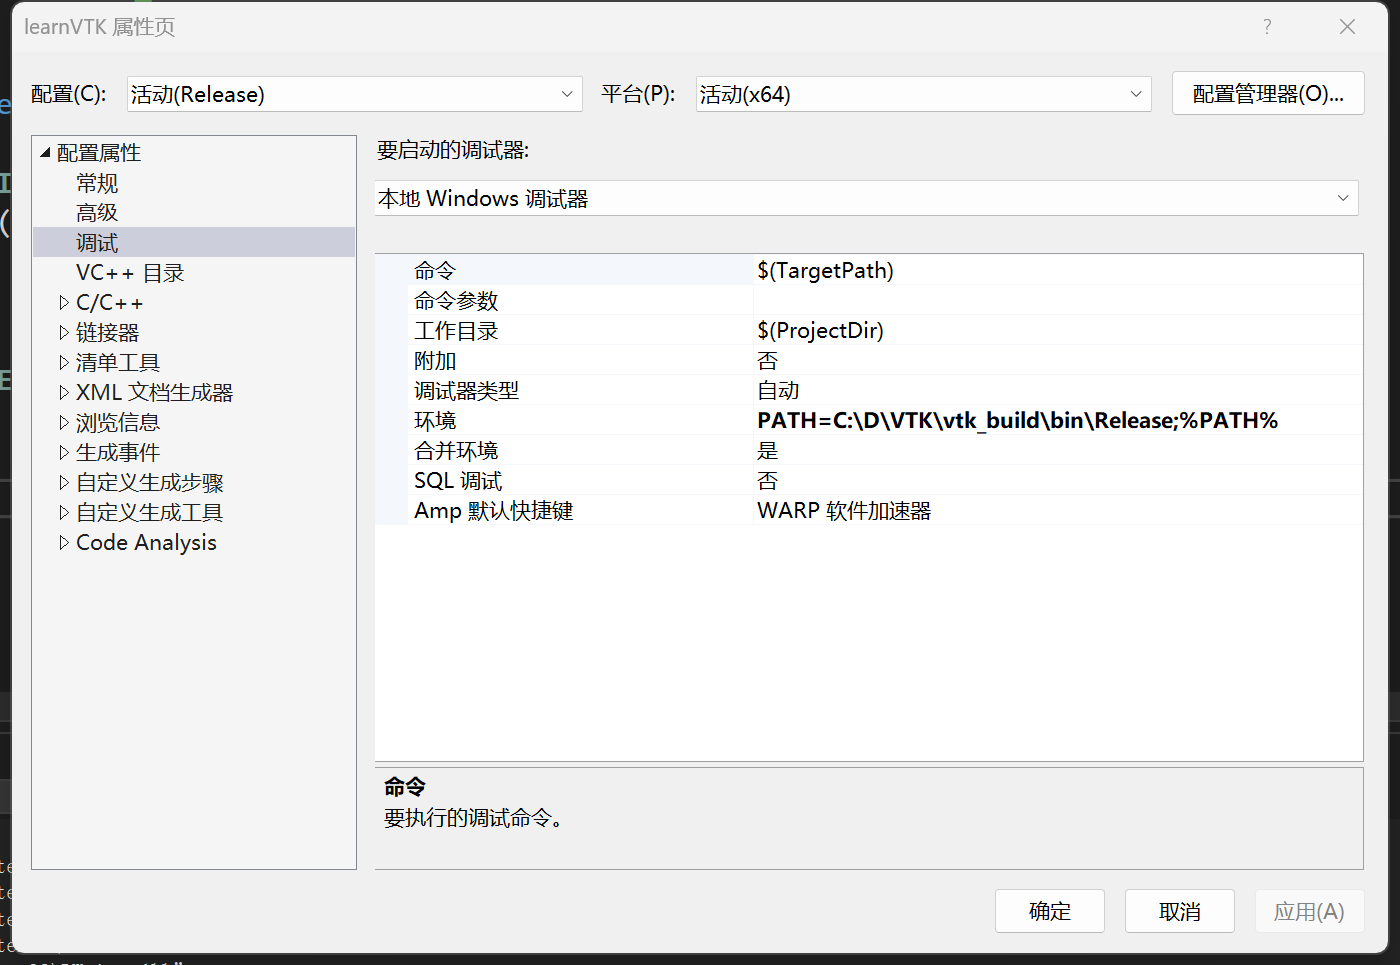 learnVTK 属性页
配置(C): 活动(Release) 平台(P): 活动(x64) 配置管理器(O)...
配置属性
常规
高级
调试
VC++ 目录
C/C++
链接器
清单工具
XML 文档生成器
浏览信息
生成事件
自定义生成步骤
自定义生成工具
Code Analysis
要启动的调试器:
本地 Windows 调试器
命令 $(TargetPath)
命令参数
工作目录 $(ProjectDir)
附加 否
调试器类型 自动
环境 PATH=C:\D\VTK\vtk_build\bin\Release;%PATH%
合并环境 是
SQL 调试 否
Amp 默认快捷键 WARP 软件加速器
命令
要执行的调试命令。
确定 取消 应用(A)